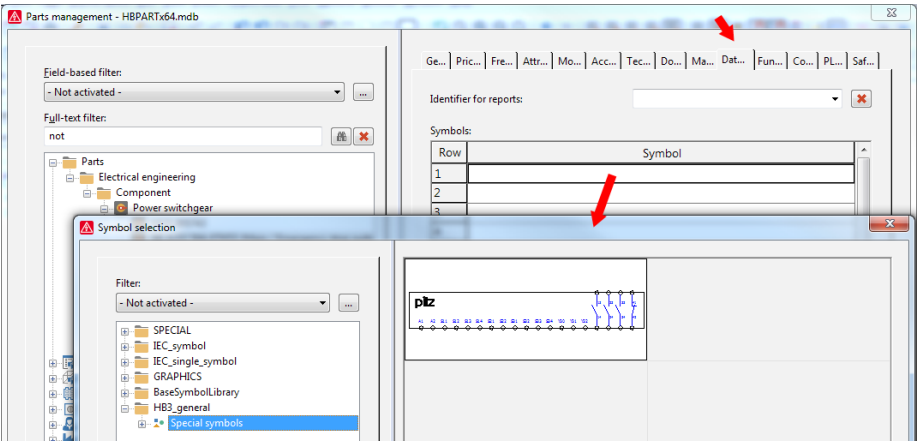 Parts management - HBPARTx64.mdb
Field-based filter:
- Not activated -
...
Full-text filter:
not
Parts
Electrical engineering
Component
Power switchgear
Ge... Pric... Fre... Attr... Mo... Acc... Tec... Do... Ma... Dat... Fun... Co... PL... Saf...
Identifier for reports:
Symbols:
Row Symbol
1
2
3
Symbol selection
Filter:
- Not activated -
...
SPECIAL
IEC_symbol
IEC_single_symbol
GRAPHICS
BaseSymbolLibrary
HB3_general
Special symbols
pilz